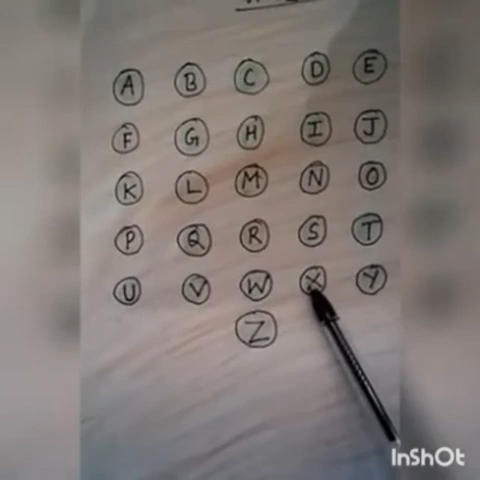 A B C D E
F G H I J
K L M N O
P Q R S T
U V W X Y
Z
InShOt